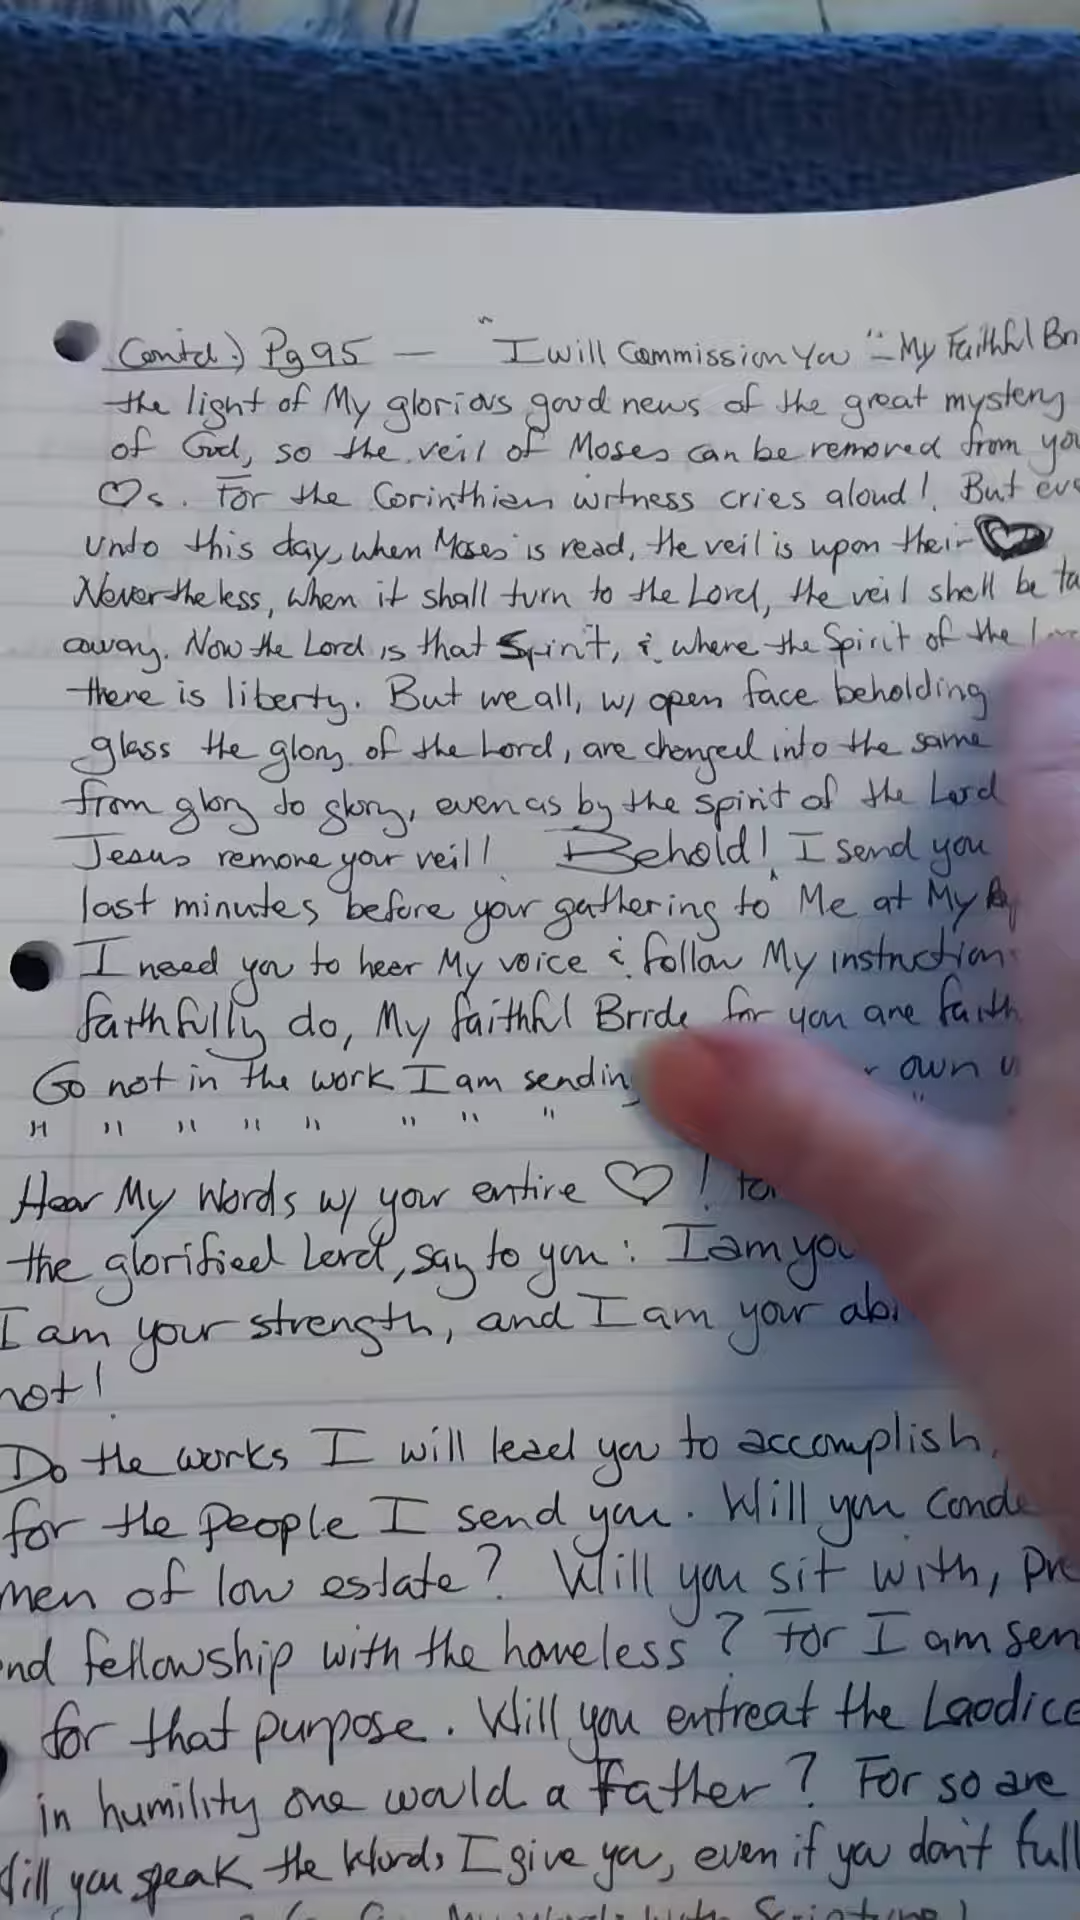 Contd.) Pg 95 — "I will Commission You" - My Faithful
the light of My glorious good news of the great mystery
of God, so the veil of Moses can be removed from
♡s. For the Corinthian witness cries aloud! But
unto this day, when Moses is read, the veil is upon their ♡
Nevertheless, when it shall turn to the Lord, the veil shall be
away. Now the Lord is that Spirit, & where the Spirit of the
there is liberty. But we all, w/ open face beholding
glass the glory of the Lord, are changed into the same
from glory to glory, even as by the spirit of the Lord
Jesus remove your veil! Behold! I send you
last minutes before your gathering to Me at My
I need you to hear My voice & follow My instruction
faithfully do, My faithful Bride for you are
Go not in the work I am sending own
" " " " " " " " "
Hear My Words w/ your entire ♡!
the glorified Lord, say to you: I am
I am your strength, and I am your
not!
Do the works I will lead you to accomplish,
for the people I send you. Will you
men of low estate? Will you sit with,
fellowship with the homeless? For I am
for that purpose. Will you entreat the
in humility one would a Father? For so are
you speak the Words I give you, even if you don't
My Words with Scripture!